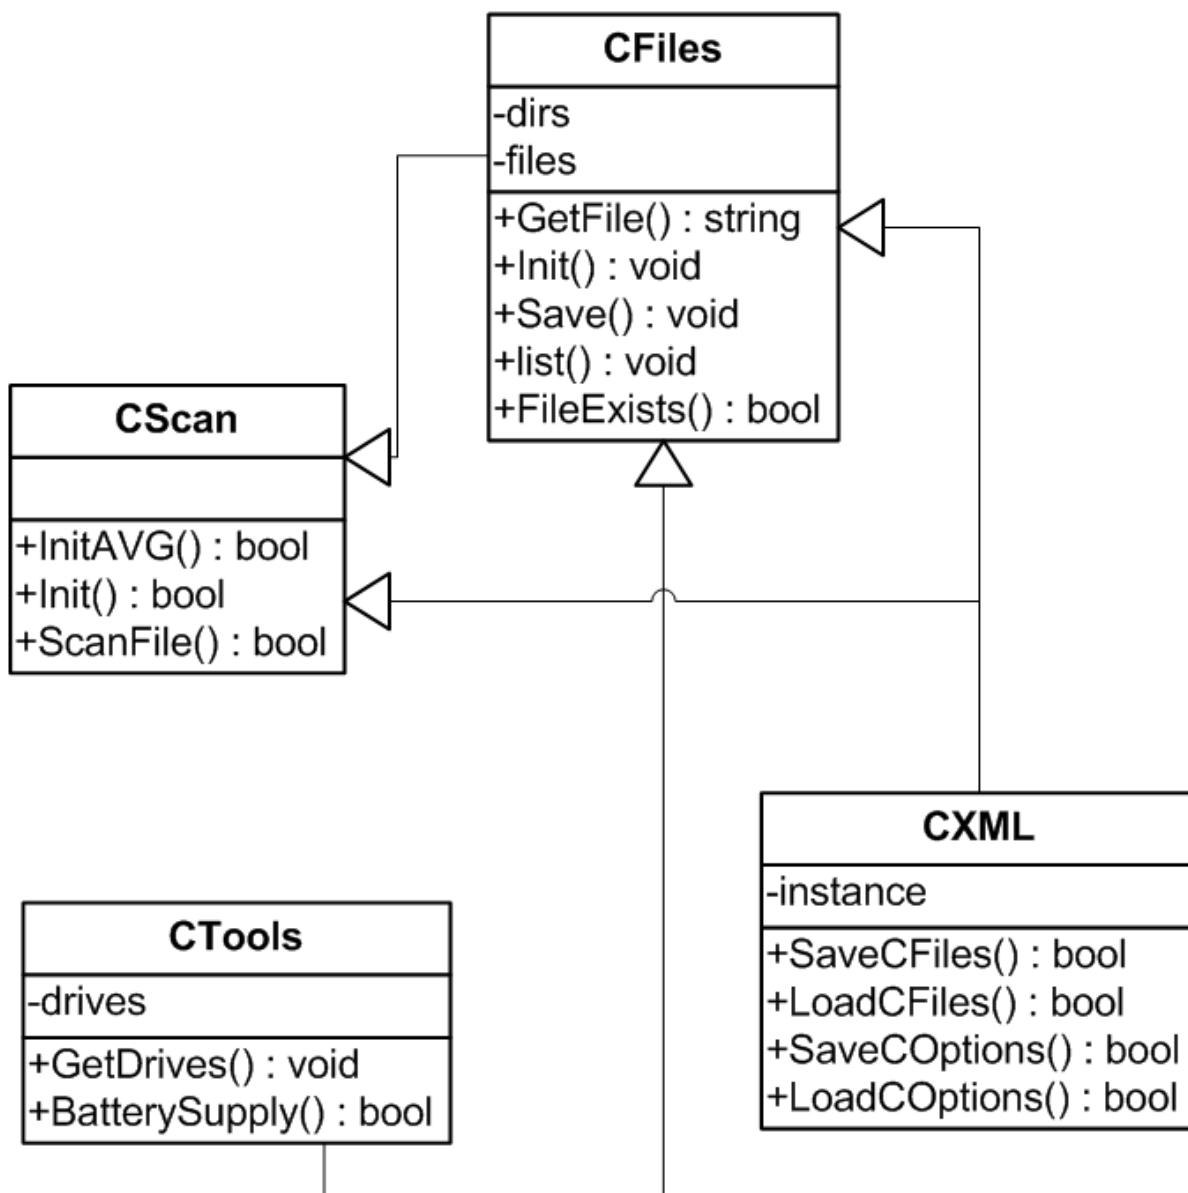 CFiles
-dirs
-files
+GetFile() : string
+Init() : void
+Save() : void
+list() : void
+FileExists() : bool
CScan
+InitAVG() : bool
+Init() : bool
+ScanFile() : bool
CXML
-instance
+SaveCFiles() : bool
+LoadCFiles() : bool
+SaveCOptions() : bool
+LoadCOptions() : bool
CTools
-drives
+GetDrives() : void
+BatterySupply() : bool